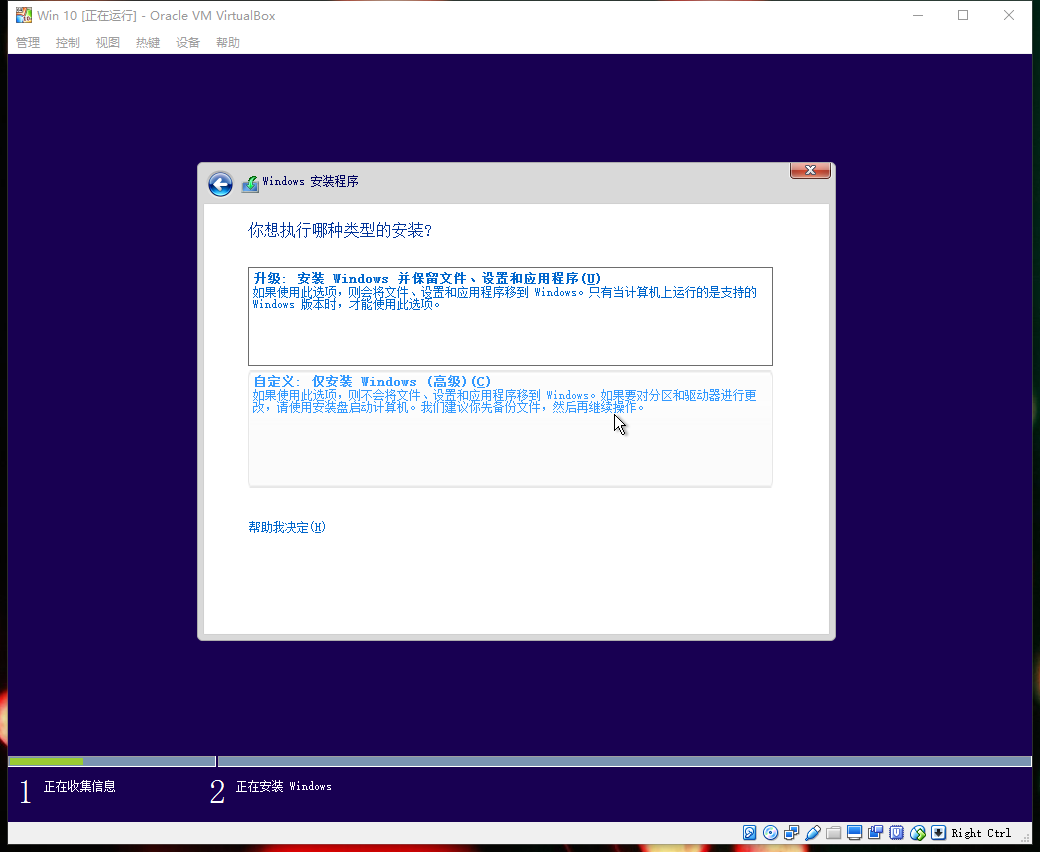 Win 10 [正在运行] - Oracle VM VirtualBox
管理 控制 视图 热键 设备 帮助
Windows 安装程序
你想执行哪种类型的安装?
升级: 安装 Windows 并保留文件、设置和应用程序(U)
如果使用此选项，则会将文件、设置和应用程序移到 Windows。只有当计算机上运行的是支持的
Windows 版本时，才能使用此选项。
自定义: 仅安装 Windows (高级)(C)
如果使用此选项，则不会将文件、设置和应用程序移到 Windows。如果要对分区和驱动器进行更
改，请使用安装盘启动计算机。我们建议你先备份文件，然后再继续操作。
帮助我决定(H)
1 正在收集信息 2 正在安装 Windows
Right Ctrl